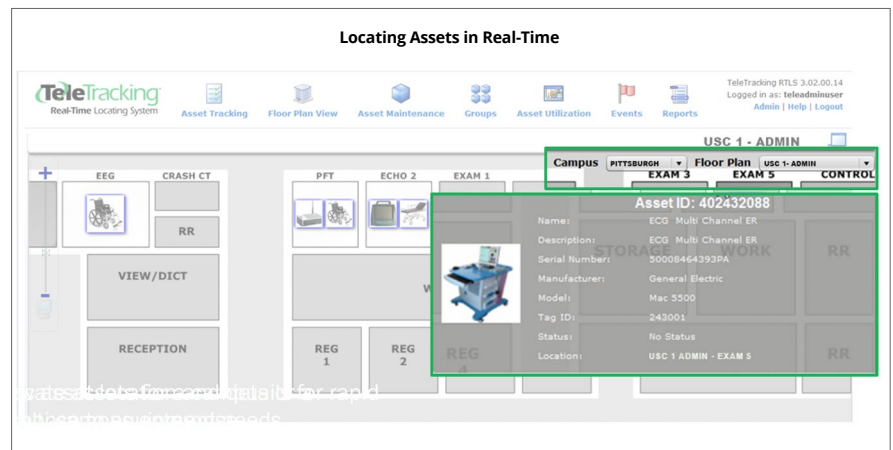 Locating Assets in Real-Time
TeleTracking
Real-Time Locating System
Asset Tracking
Floor Plan View
Asset Maintenance
Groups
Asset Utilization
Events
Reports
TeleTracking RTLS 3.02.00.14
Logged in as: teleadminuser
Admin | Help | Logout
USC 1 - ADMIN
Campus PITTSBURGH Floor Plan USC 1- ADMIN
EEG
CRASH CT
PFT
ECHO 2
EXAM 1
EXAM 3
EXAM 5
CONTROL
RR
VIEW/DICT
RECEPTION
REG
1
REG
2
REG
4
STORAGE
WORK
RR
RR
Asset ID: 402432088
Name: ECG Multi Channel ER
Description: ECG Multi Channel ER
Serial Number: 50008464393PA
Manufacturer: General Electric
Model: Mac 5500
Tag ID: 243001
Status: No Status
Location: USC 1 ADMIN - EXAM 5
for rapid